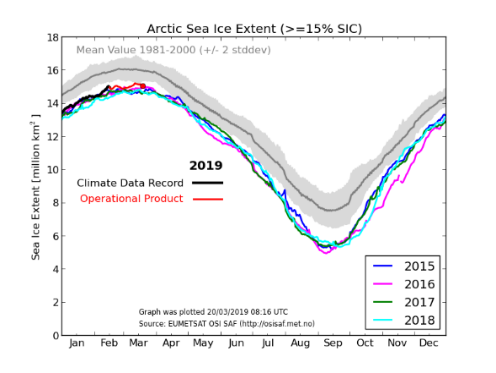 Arctic Sea Ice Extent (>=15% SIC)
Mean Value 1981-2000 (+/- 2 stddev)
18
16
14
12
10
8
6
4
2
0
Sea Ice Extent [million km²]
2019
Climate Data Record
Operational Product
2015
2016
2017
2018
Graph was plotted 20/03/2019 08:16 UTC
Source: EUMETSAT OSI SAF (http://osisaf.met.no)
Jan Feb Mar Apr May Jun Jul Aug Sep Oct Nov Dec